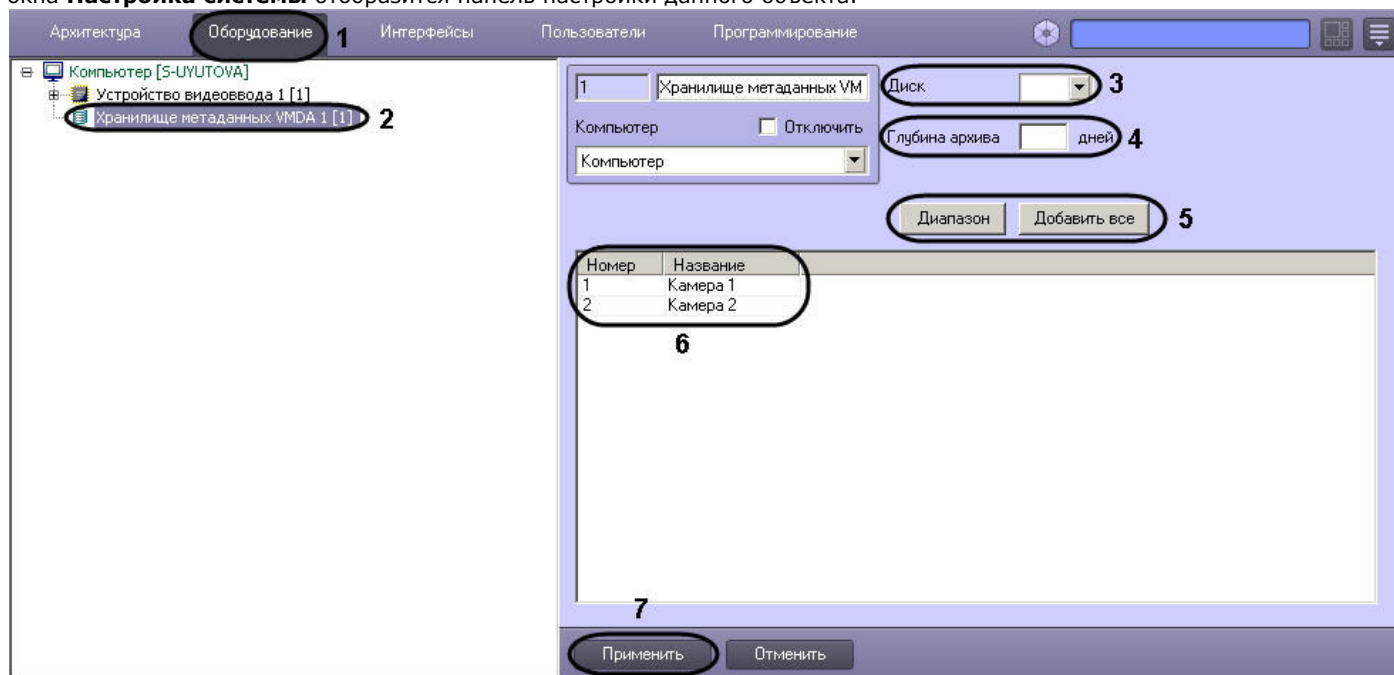 окна Настройка системы отобразится панель настройки данного объекта.
Архитектура Оборудование 1 Интерфейсы Пользователи Программирование
Компьютер [S-UYUTOVA]
Устройство видеоввода 1 [1]
Хранилище метаданных VMDA 1 [1] 2
1 Хранилище метаданных VM
Компьютер Отключить
Компьютер
Диск 3
Глубина архива дней 4
Диапазон Добавить все 5
Номер Название
1 Камера 1
2 Камера 2
6
7
Применить Отменить